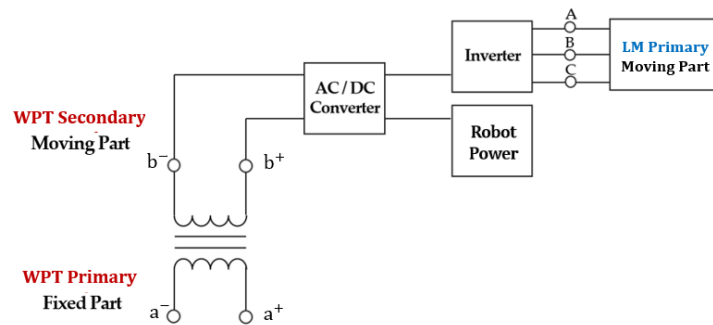 A
B
C
Inverter
LM Primary
Moving Part
AC / DC
Converter
Robot
Power
WPT Secondary
Moving Part
b⁻
b⁺
WPT Primary
Fixed Part
a⁻
a⁺